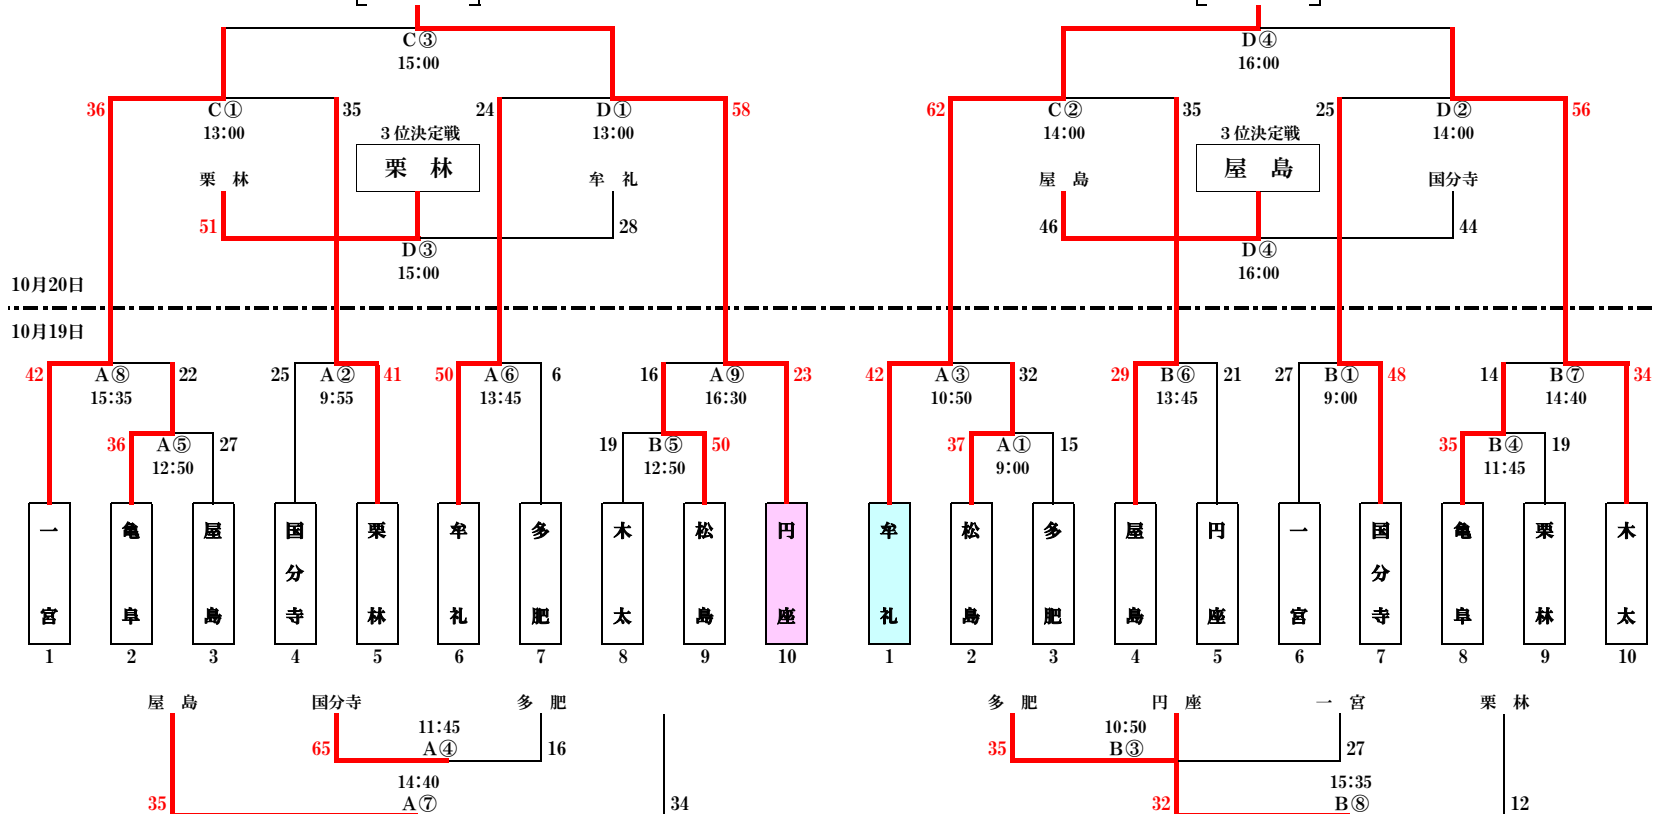 C③ D④
15:00 16:00
36 C① 35 24 D① 58 62 C② 35 25 D② 56
13:00 13:00 14:00 14:00
3位決定戦 3位決定戦
栗林 栗林 牟礼 屋島 屋島 国分寺
51 28 46 44
D③ D④
15:00 16:00
10月20日
10月19日
42 A⑧ 22 25 A② 41 50 A⑥ 6 16 A⑨ 23 42 A③ 32 29 B⑥ 21 27 B① 48 14 B⑦ 34
15:35 9:55 13:45 16:30 10:50 13:45 9:00 14:40
36 A⑤ 27 19 B⑤ 50 37 A① 15 35 B④ 19
12:50 12:50 9:00 11:45
一宮 亀阜 屋島 国分寺 栗林 牟礼 多肥 木太 松島 円座 牟礼 松島 多肥 屋島 円座 一宮 国分寺 亀阜 栗林 木太
1 2 3 4 5 6 7 8 9 10 1 2 3 4 5 6 7 8 9 10
屋島 国分寺 多肥 多肥 円座 一宮 栗林
11:45 10:50
65 A④ 16 35 B③ 27
14:40 15:35
35 A⑦ 34 32 B⑧ 12